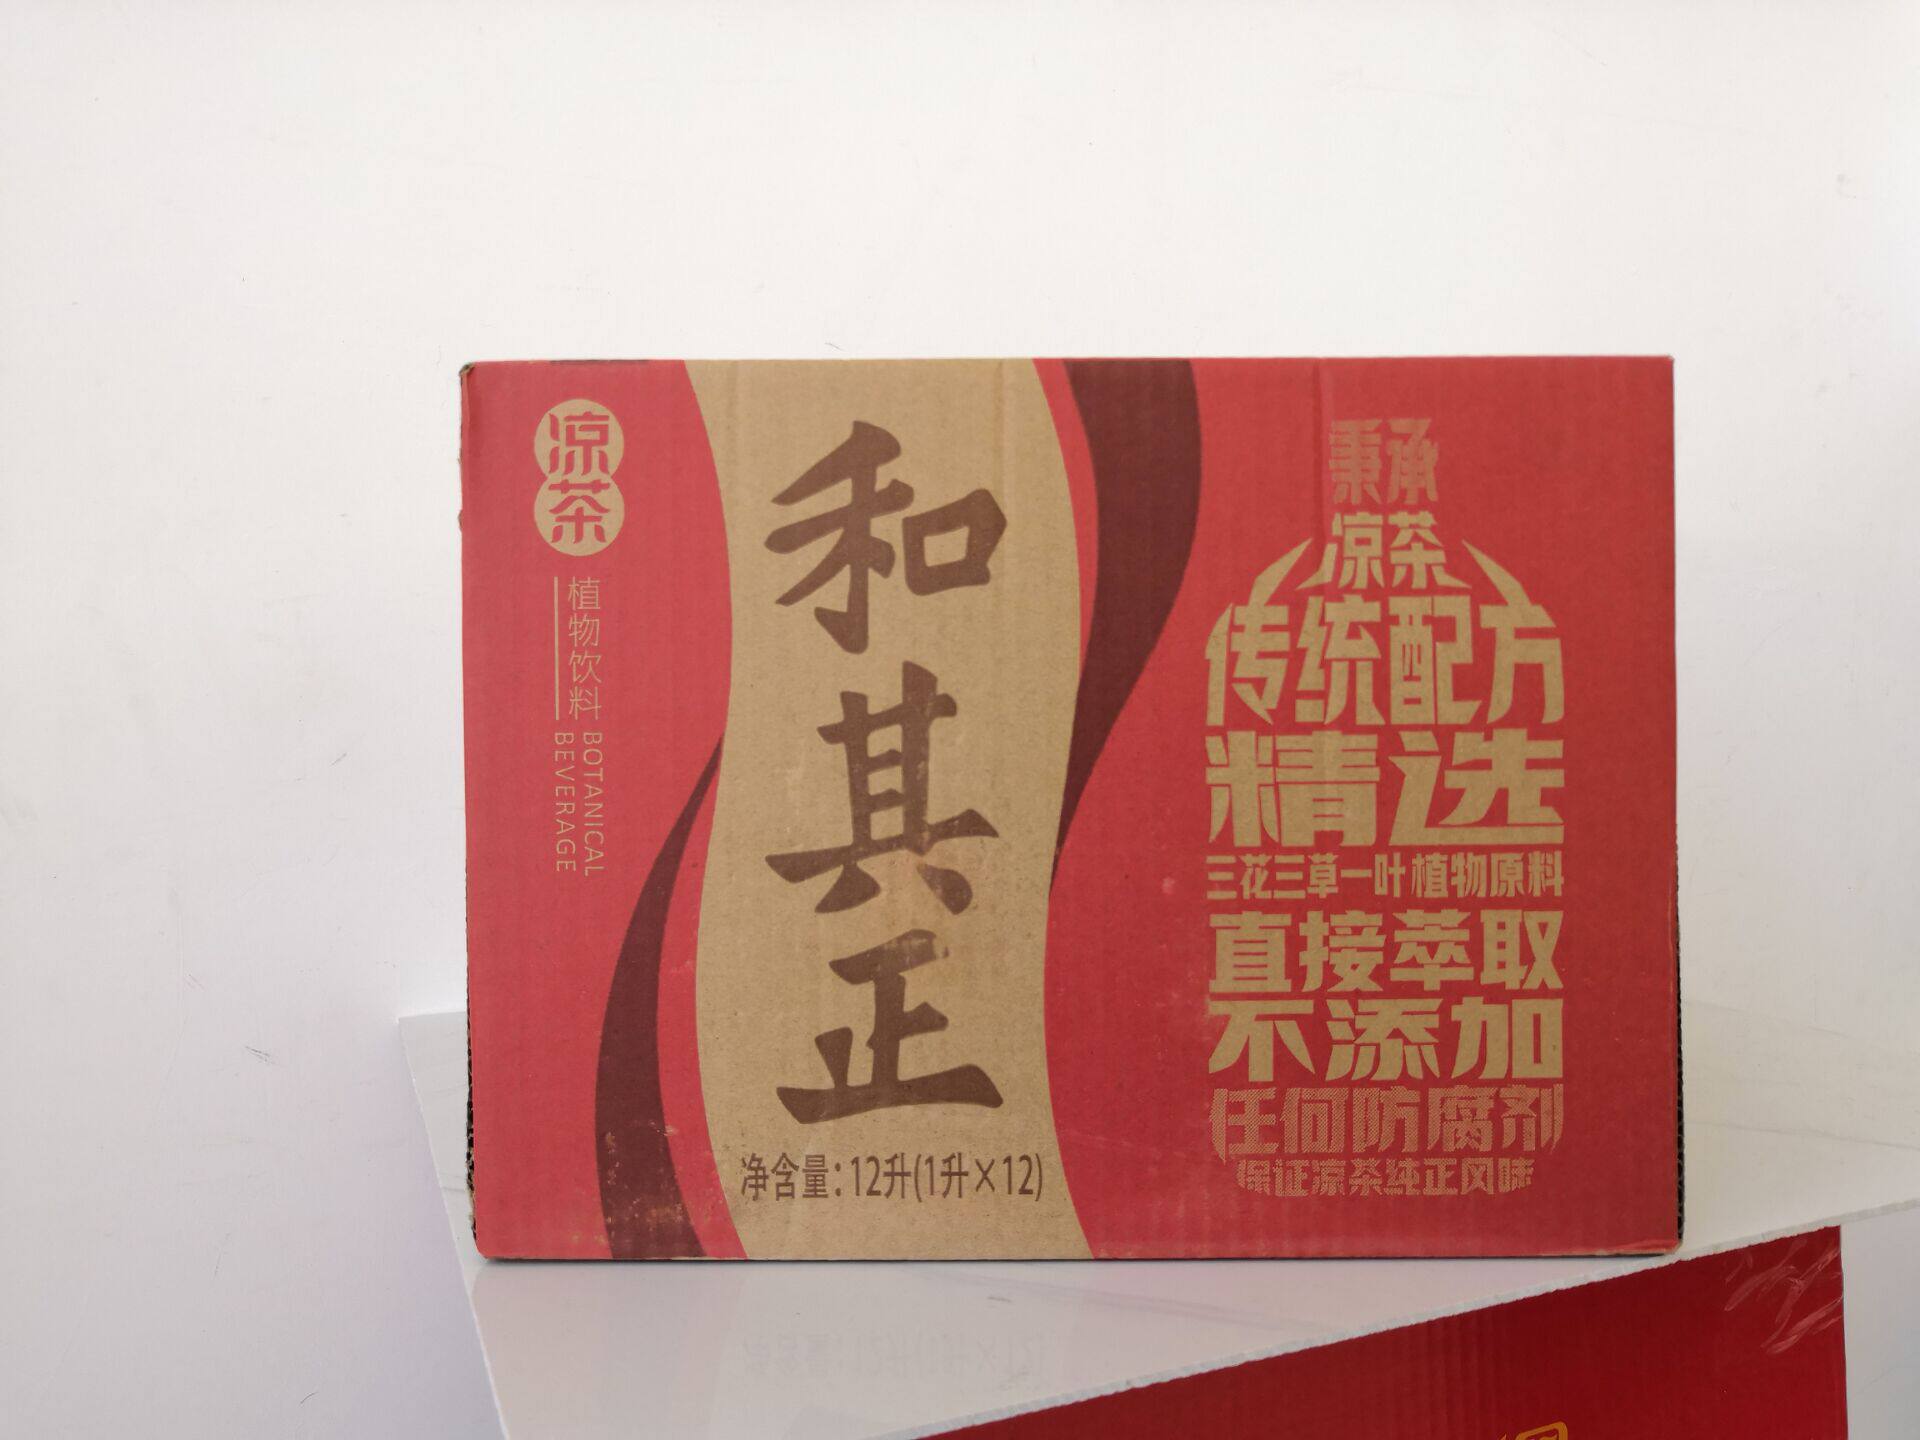 凉茶
植物饮料
BOTANICAL
BEVERAGE
和其正
净含量:12升(1升×12)
秉承
凉茶
传统配方
精选
三花三草一叶植物原料
直接萃取
不添加
任何防腐剂
保证凉茶纯正风味